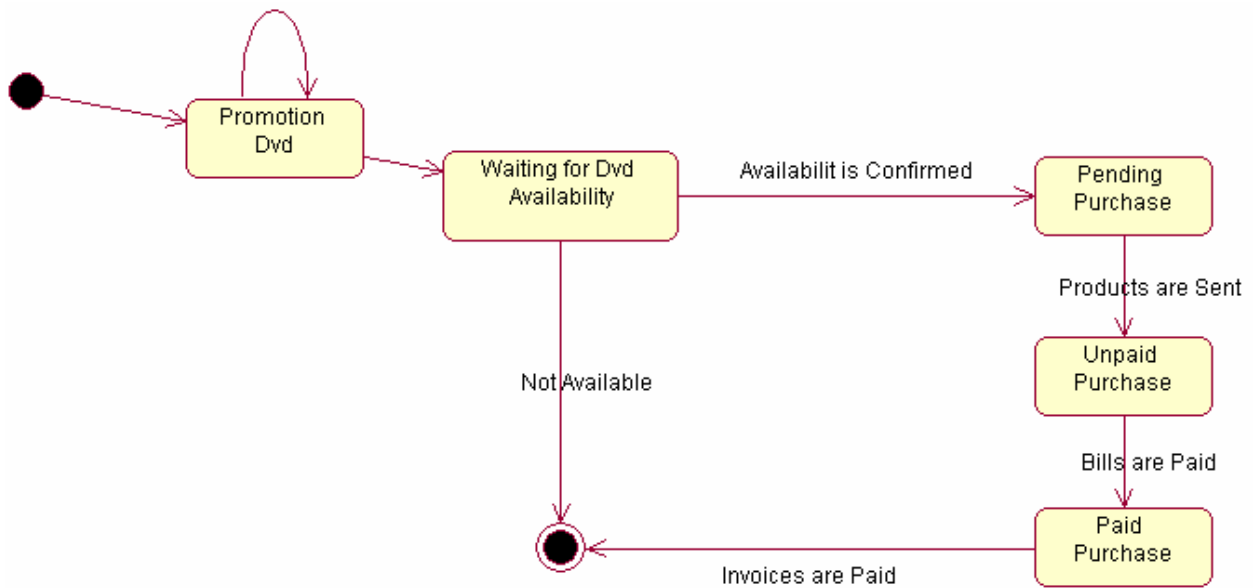 Promotion
Dvd
Waiting for Dvd
Availability
Availabilit is Confirmed
Pending
Purchase
Products are Sent
Unpaid
Purchase
Not Available
Bills are Paid
Paid
Purchase
Invoices are Paid